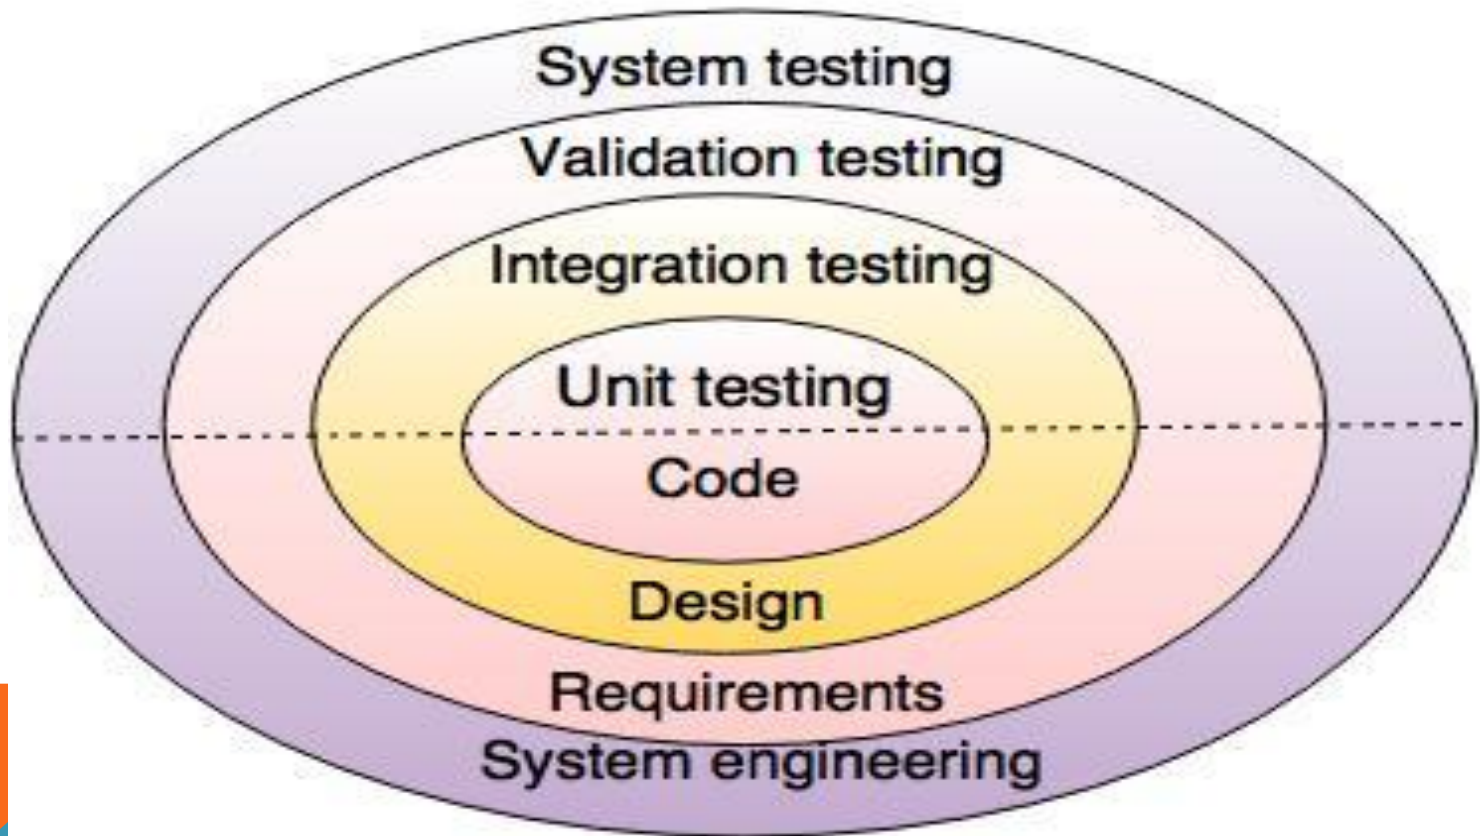 System testing
Validation testing
Integration testing
Unit testing
Code
Design
Requirements
System engineering